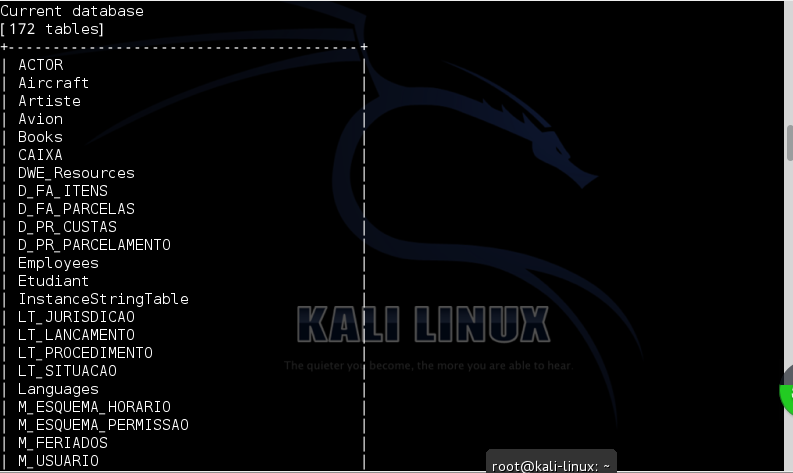 Current database
[172 tables]
+---------------------------------------+
| ACTOR |
| Aircraft |
| Artiste |
| Avion |
| Books |
| CAIXA |
| DWE_Resources |
| D_FA_ITENS |
| D_FA_PARCELAS |
| D_PR_CUSTAS |
| D_PR_PARCELAMENTO |
| Employees |
| Etudiant |
| InstanceStringTable |
| LT_JURISDICAO |
| LT_LANCAMENTO |
| LT_PROCEDIMENTO |
| LT_SITUACAO |
| Languages |
| M_ESQUEMA_HORARIO |
| M_ESQUEMA_PERMISSAO |
| M_FERIADOS |
| M_USUARIO |
KALI LINUX
The quieter you become, the more you are able to hear.
root@kali-linux: ~